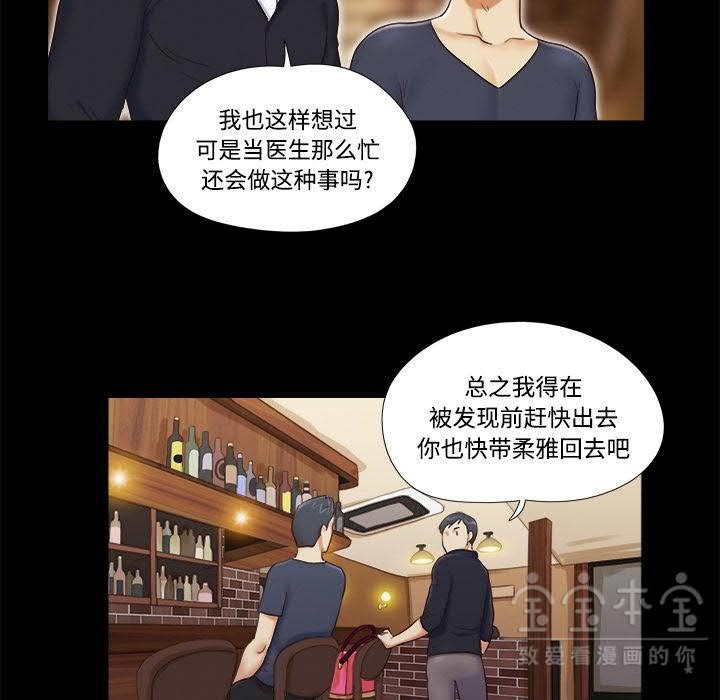 我也这样想过
可是当医生那么忙
还会做这种事吗?
总之我得在
被发现前赶快出去
你也快带柔雅回去吧
宝宝本宝
致爱看漫画的你